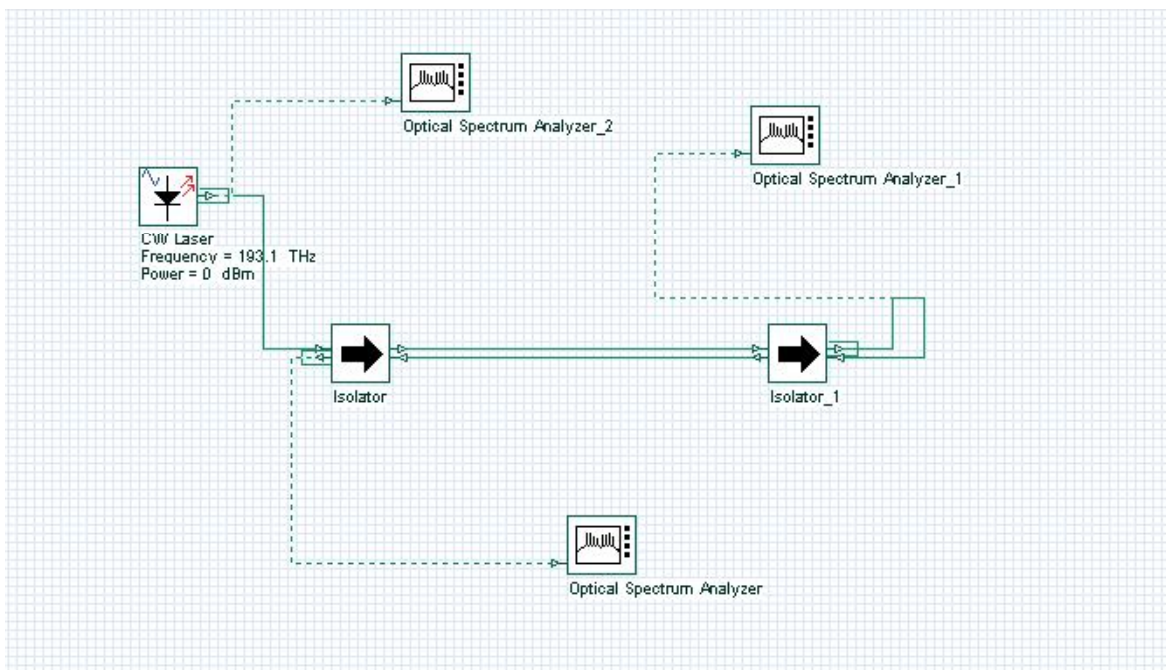 Optical Spectrum Analyzer_2
Optical Spectrum Analyzer_1
CW Laser
Frequency = 193.1 THz
Power = 0 dBm
Isolator
Isolator_1
Optical Spectrum Analyzer